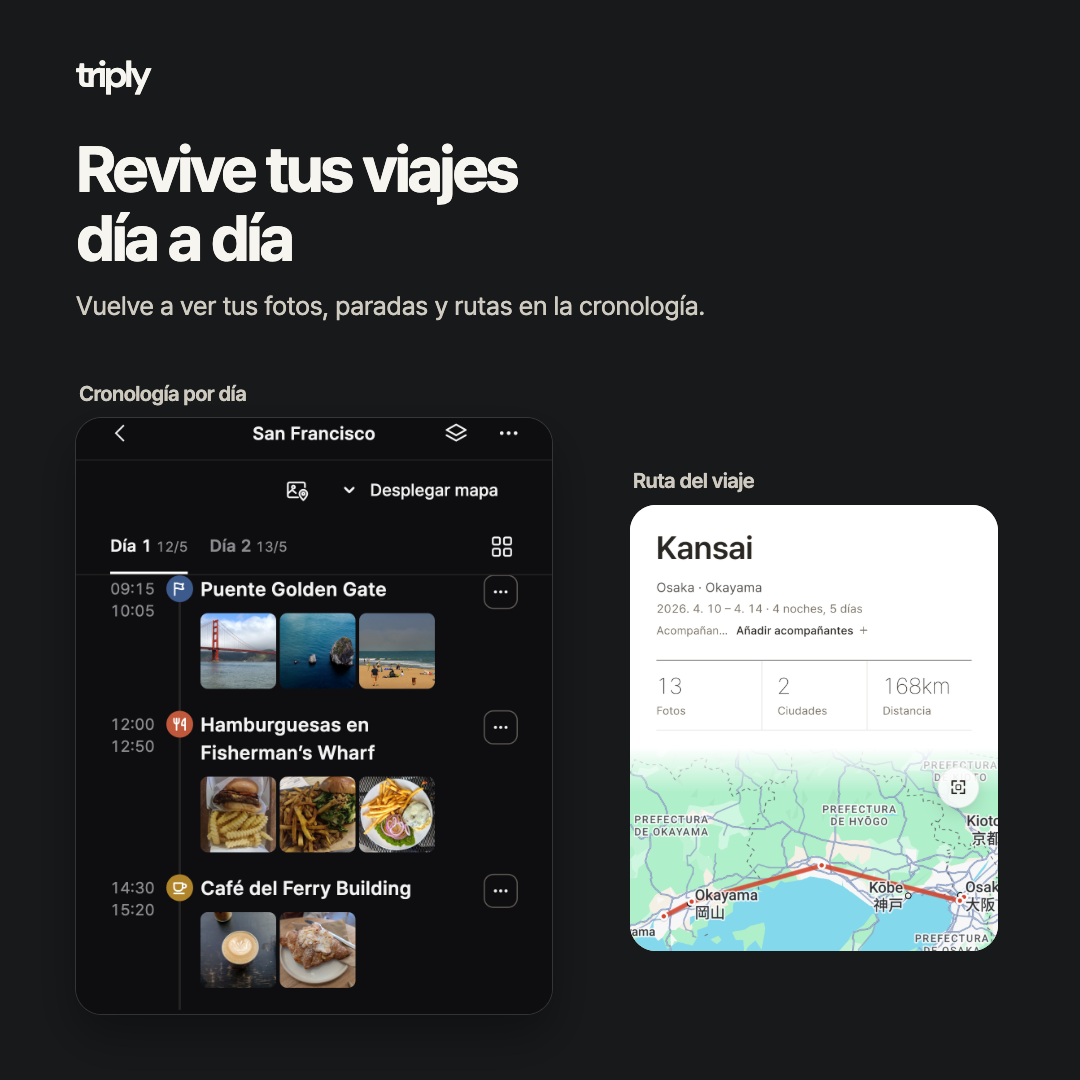 triply
Revive tus viajes
día a día
Vuelve a ver tus fotos, paradas y rutas en la cronología.
Cronología por día
San Francisco
Desplegar mapa
Día 1 12/5 Día 2 13/5
09:15 Puente Golden Gate
10:05
12:00 Hamburguesas en
12:50 Fisherman’s Wharf
14:30 Café del Ferry Building
15:20
Ruta del viaje
Kansai
Osaka · Okayama
2026. 4. 10 – 4. 14 · 4 noches, 5 días
Acompañan... Añadir acompañantes +
13 2 168km
Fotos Ciudades Distancia
PREFECTURA
PREFECTURA
DE HYŌGO
PREFECTURA
DE OKAYAMA
Kioto
京都
Okayama
岡山
Kōbe
神戸
Osak
大阪
ama
PREFECTURA
DE OSAKA